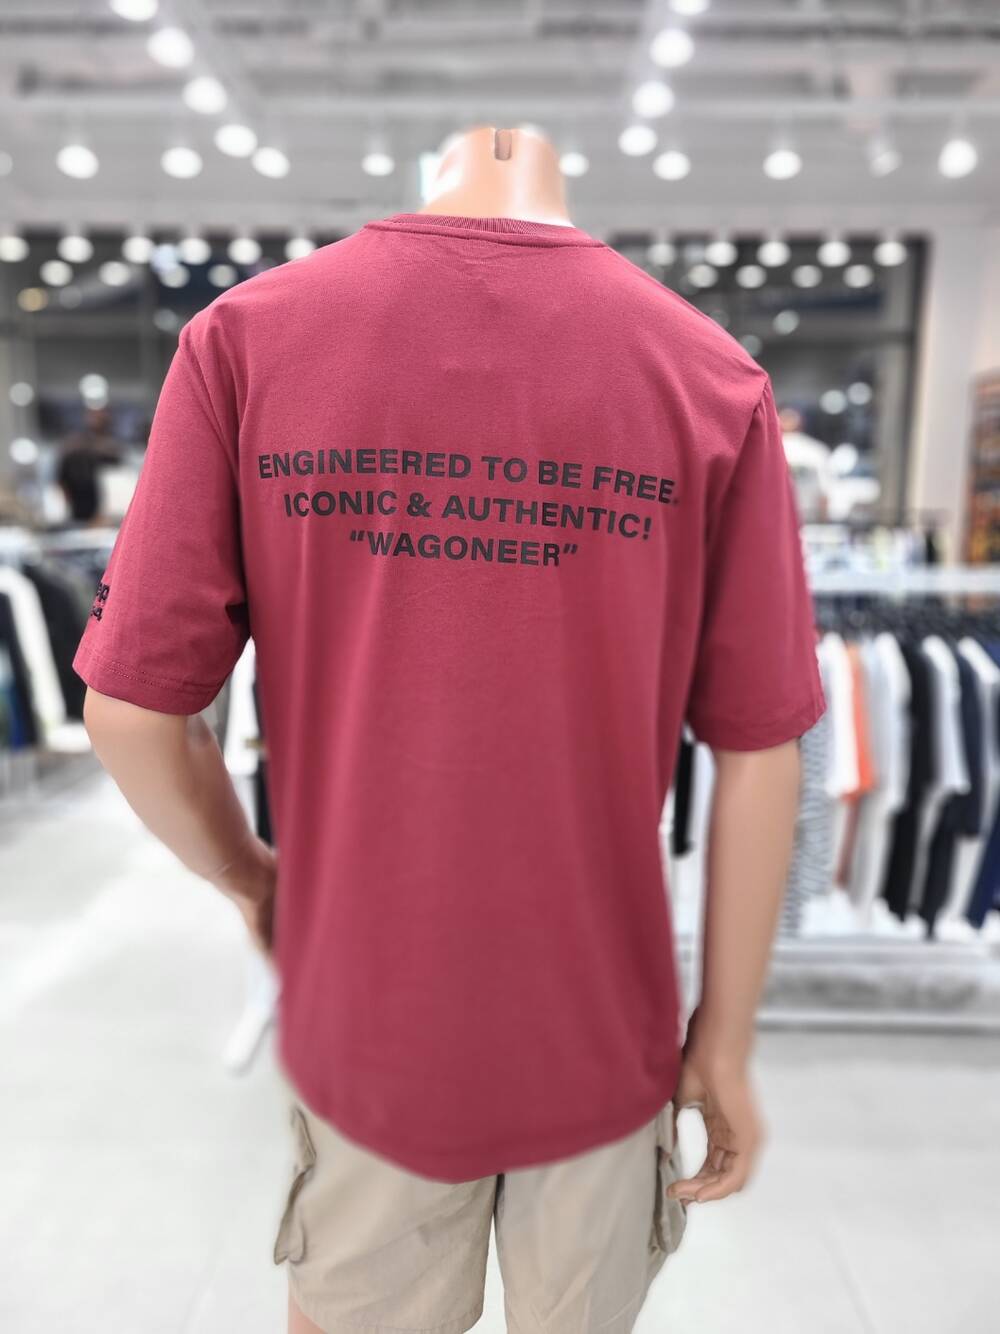 ENGINEERED TO BE FREE.
ICONIC & AUTHENTIC!
“WAGONEER”